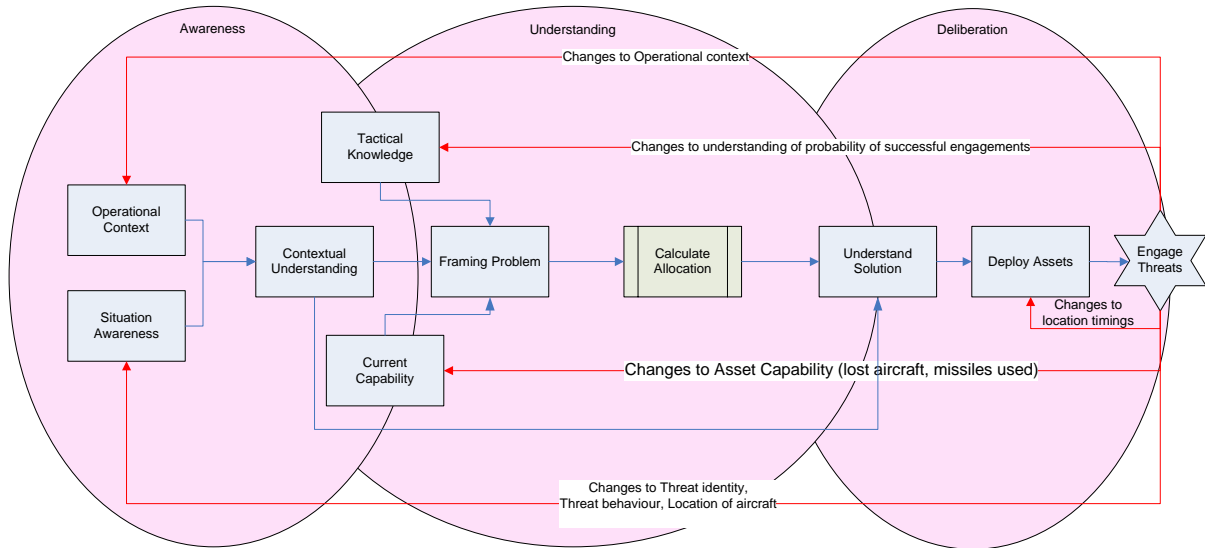 Awareness
Understanding
Deliberation
Changes to Operational context
Tactical
Knowledge
Changes to understanding of probability of successful engagements
Operational
Context
Contextual
Understanding
Framing Problem
Calculate
Allocation
Understand
Solution
Deploy Assets
Engage
Threats
Situation
Awareness
Changes to
location timings
Current
Capability
Changes to Asset Capability (lost aircraft, missiles used)
Changes to Threat identity,
Threat behaviour, Location of aircraft